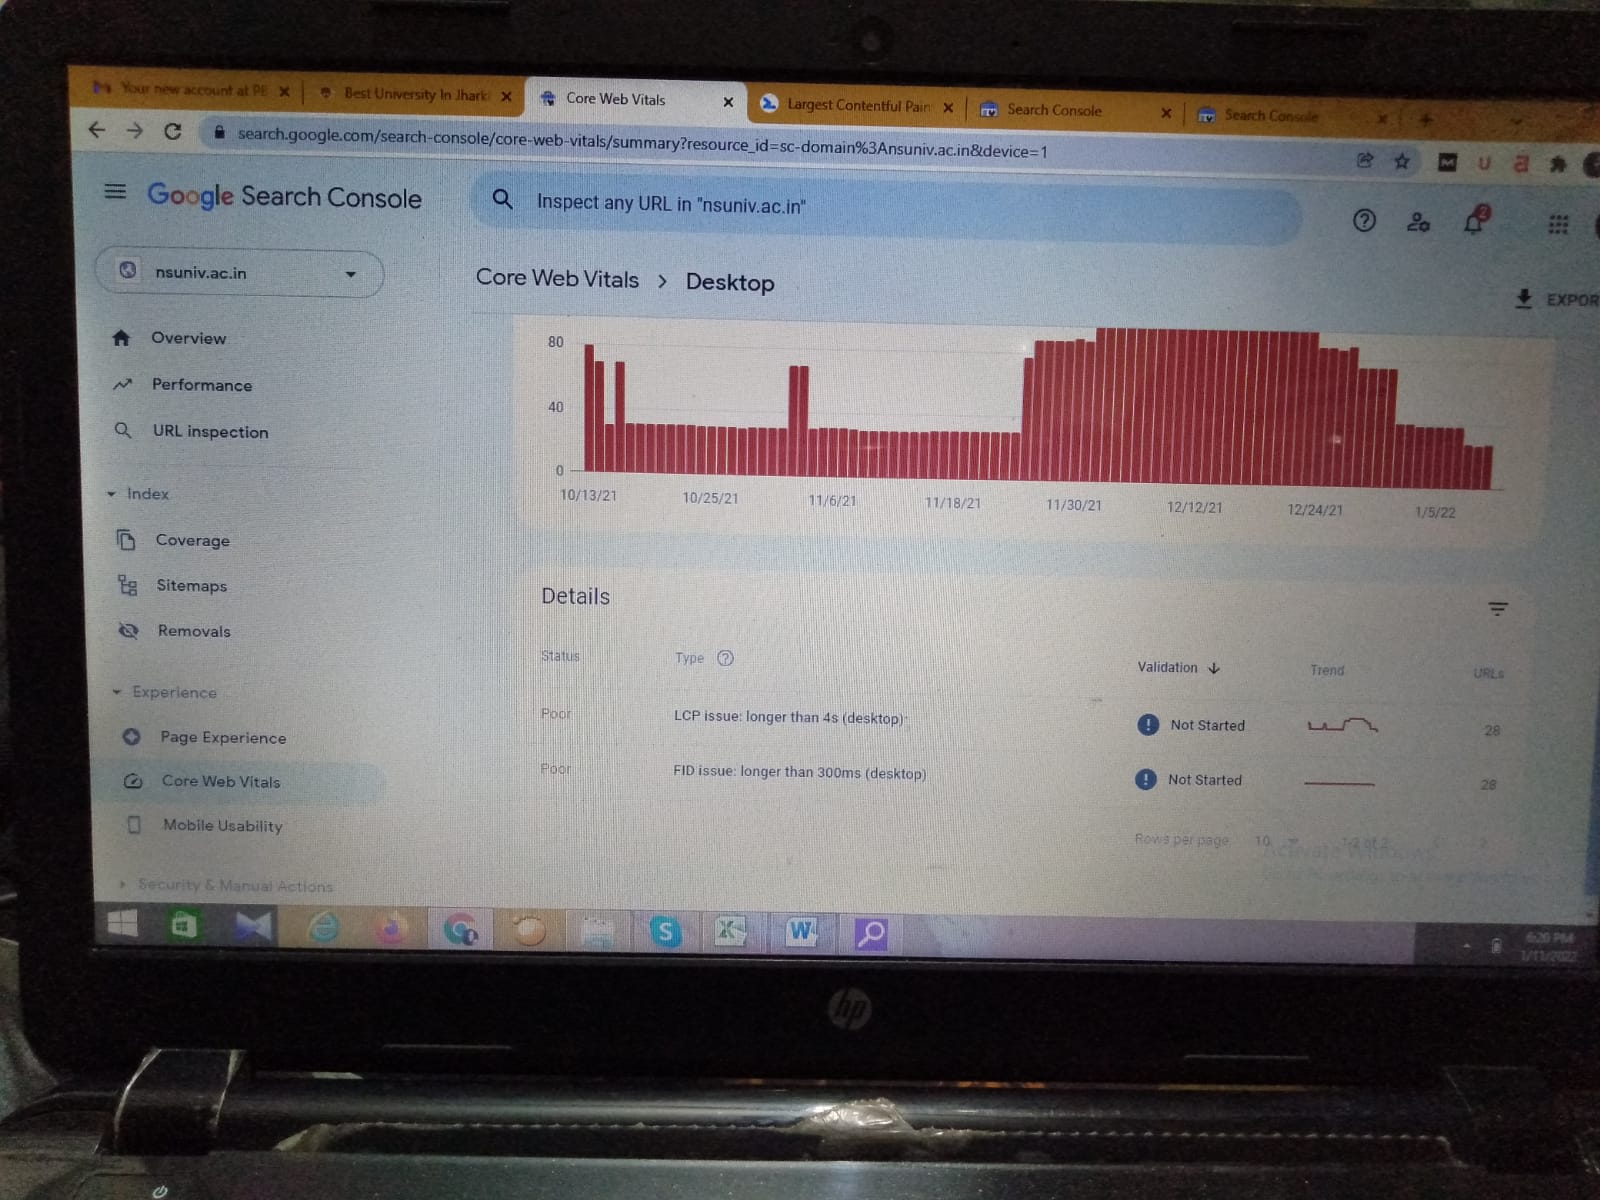 Your new account at PE
Best University In Jhark
Core Web Vitals
Largest Contentful Pain
Search Console
Search Console
search.google.com/search-console/core-web-vitals/summary?resource_id=sc-domain%3Ansuniv.ac.in&device=1
M U a
Google Search Console
Inspect any URL in "nsuniv.ac.in"
2
nsuniv.ac.in
Core Web Vitals > Desktop
EXPOR
Overview
Performance
URL inspection
Index
Coverage
Sitemaps
Removals
Experience
Page Experience
Core Web Vitals
Mobile Usability
Security & Manual Actions
80
40
0
10/13/21 10/25/21 11/6/21 11/18/21 11/30/21 12/12/21 12/24/21 1/5/22
Details
Status Type Validation Trend URLs
Poor LCP issue: longer than 4s (desktop) Not Started 28
Poor FID issue: longer than 300ms (desktop) Not Started 28
Rows per page 10 1-2 of 2
6:20 PM
1/11/2022
hp